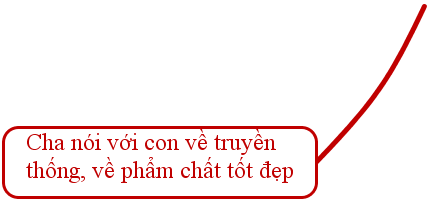 Cha nói với con về truyền
thống, về phẩm chất tốt đẹp